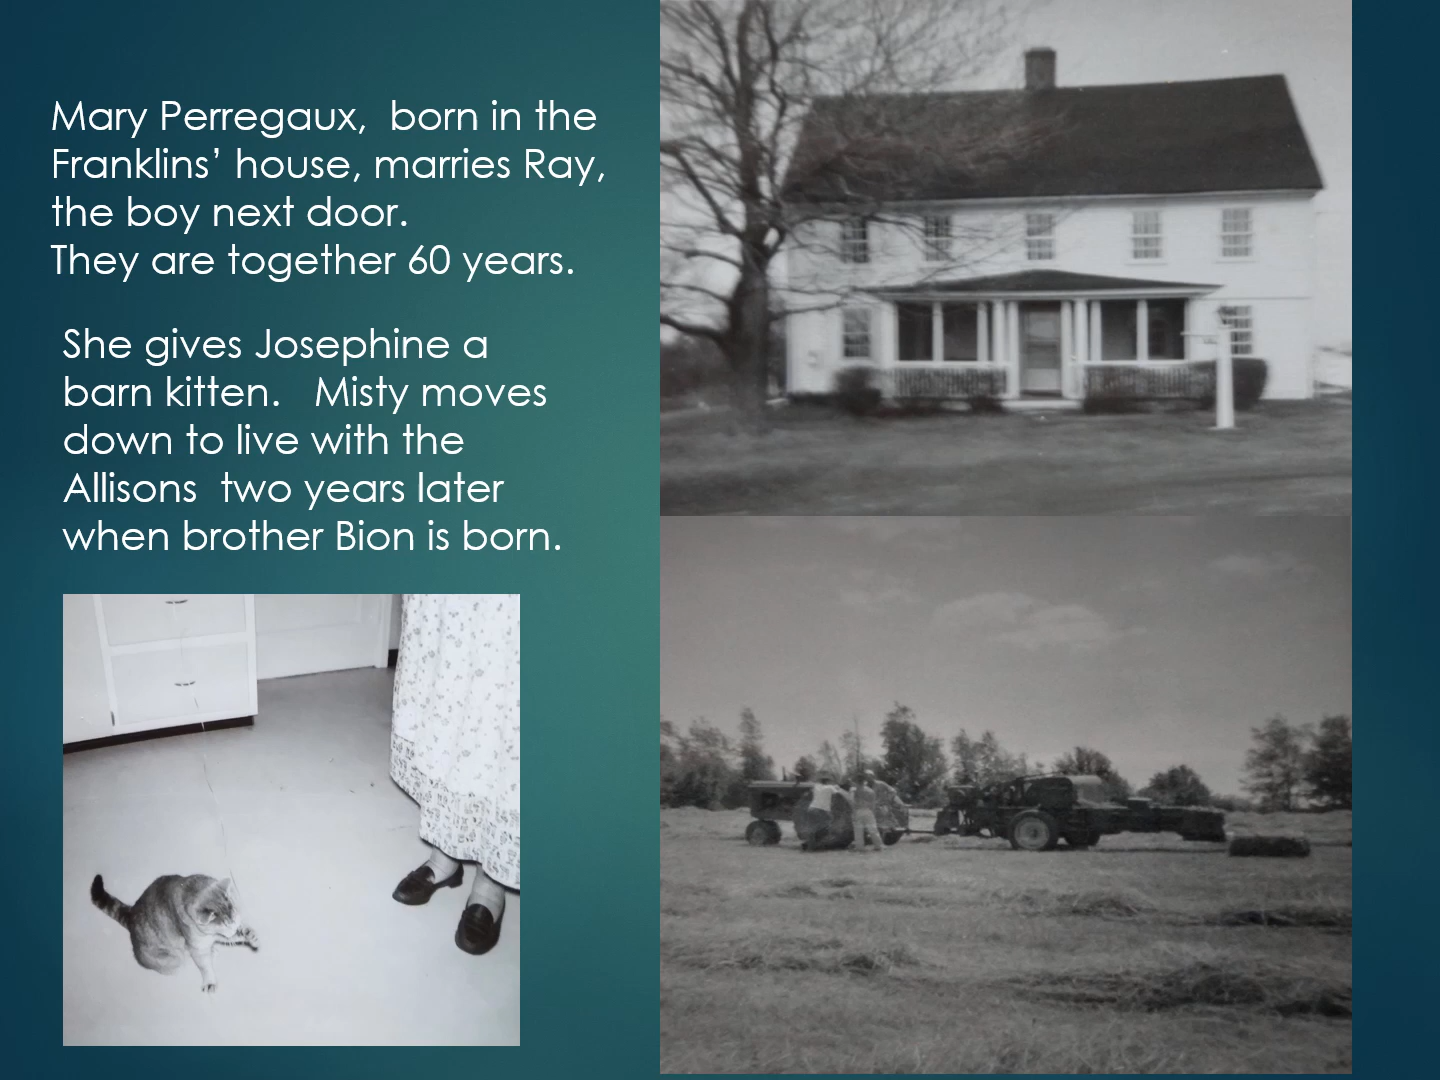 Mary Perregaux, born in the
Franklins’ house, marries Ray,
the boy next door.
They are together 60 years.
She gives Josephine a
barn kitten. Misty moves
down to live with the
Allisons two years later
when brother Bion is born.